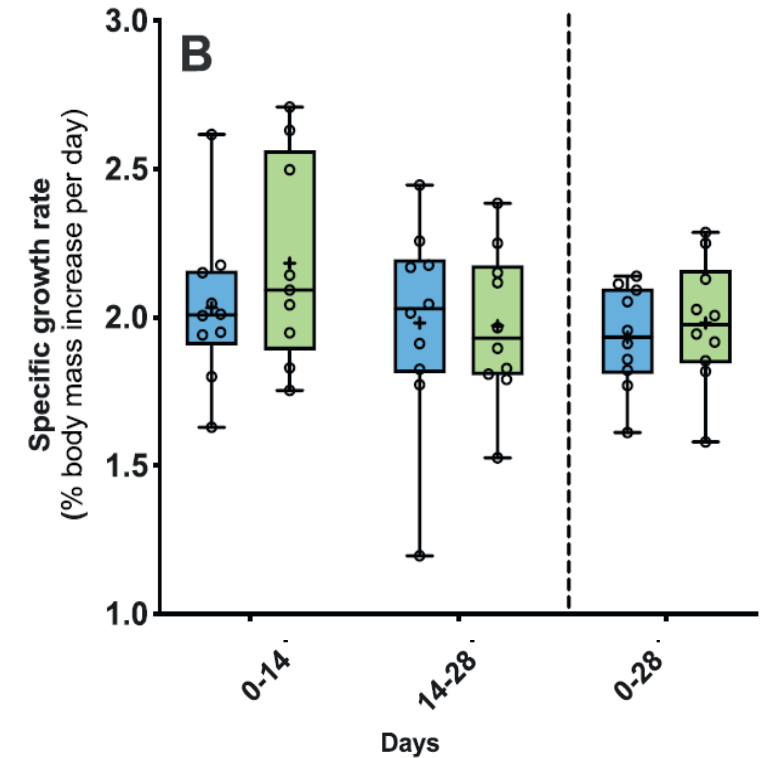 B
3.0
2.5
2.0
1.5
1.0
Specific growth rate
(% body mass increase per day)
0-14
14-28
0-28
Days